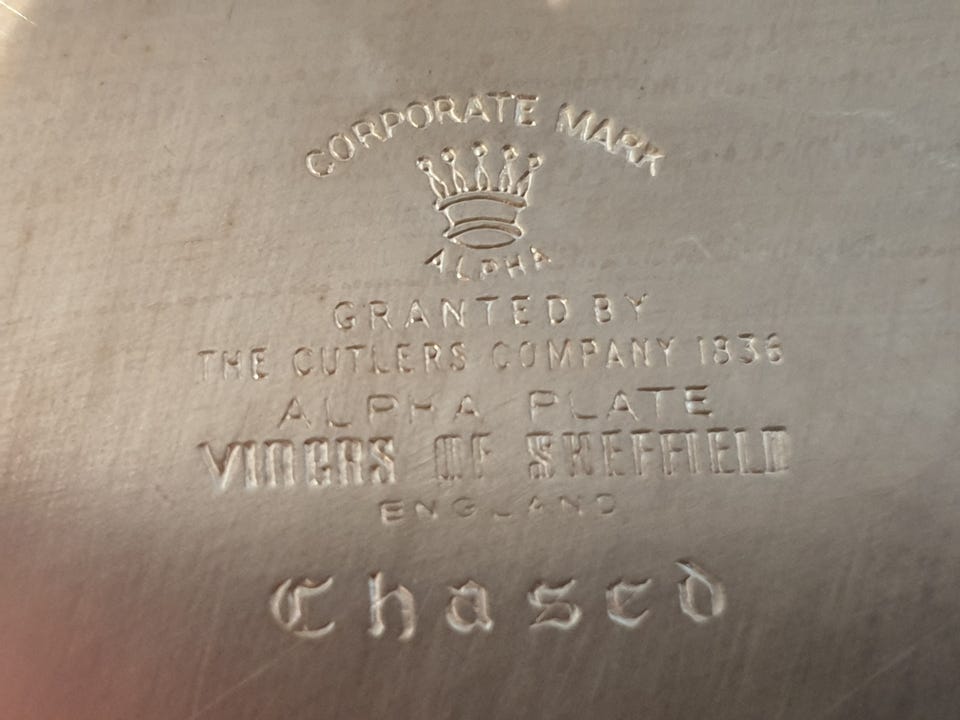 CORPORATE MARK
ALPHA
GRANTED BY
THE CUTLERS COMPANY 1836
ALPHA PLATE
VINERS OF SHEFFIELD
ENGLAND
Chased